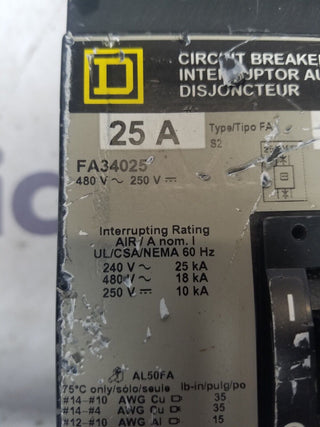 CIRCUIT BREAKE
INTERRUPTOR AU
DISJONCTEUR
25 A
Type/Tipo FA
S2
FA34025
480 V ~ 250 V ⎓
Interrupting Rating
AIR / A nom. I
UL/CSA/NEMA 60 Hz
240 V ~ 25 kA
480 V ~ 18 kA
250 V ⎓ 10 kA
I
AL50FA
75°C only/solo/seule lb-in/pulg/po
#14-#10 AWG Cu 35
#14-#4 AWG Cu 35
#12-#10 AWG Al 15